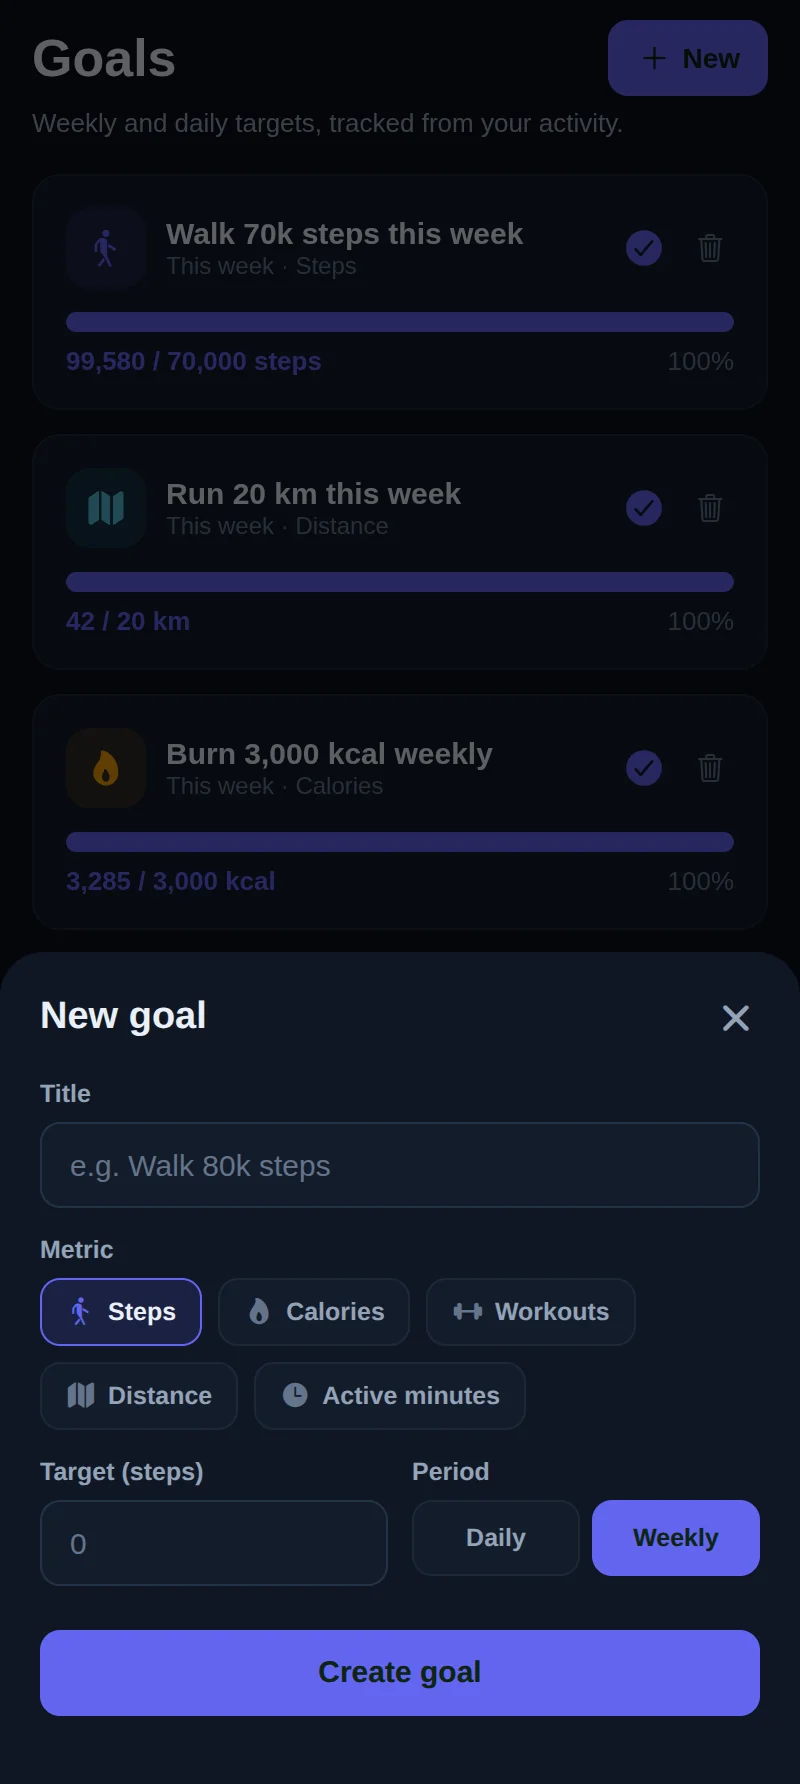 Goals
New
Weekly and daily targets, tracked from your activity.
Walk 70k steps this week
This week · Steps
99,580 / 70,000 steps
100%
Run 20 km this week
This week · Distance
42 / 20 km
100%
Burn 3,000 kcal weekly
This week · Calories
3,285 / 3,000 kcal
100%
New goal
Title
e.g. Walk 80k steps
Metric
Steps
Calories
Workouts
Distance
Active minutes
Target (steps)
Period
0
Daily
Weekly
Create goal